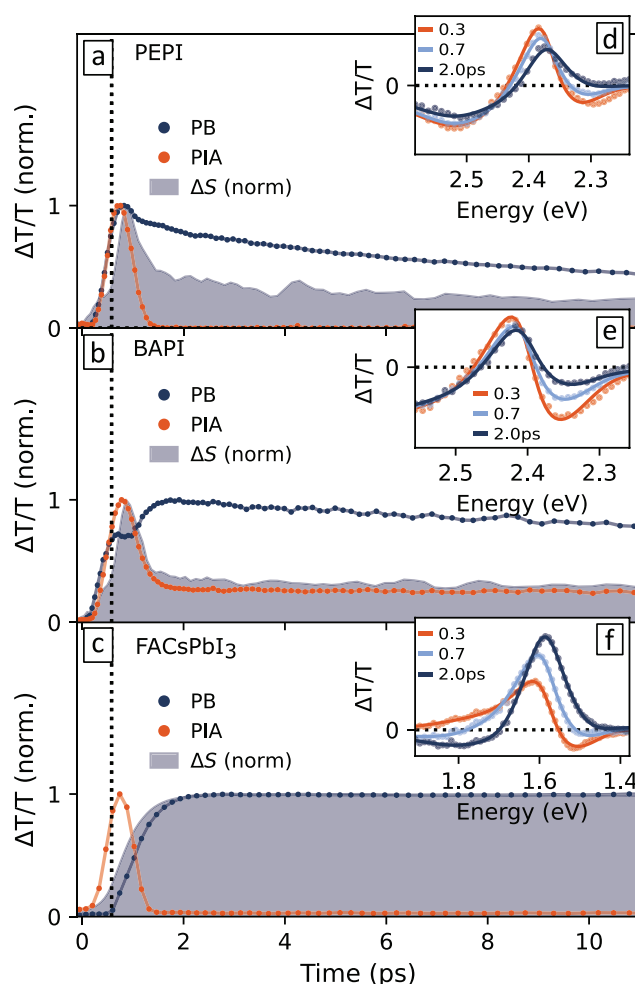 a PEPI
PB
PIA
ΔS (norm)
ΔT/T (norm.)
1
0
d
0.3
0.7
2.0ps
ΔT/T
0
2.5 2.4 2.3
Energy (eV)
b BAPI
PB
PIA
ΔS (norm)
ΔT/T (norm.)
1
0
e
0.3
0.7
2.0ps
ΔT/T
0
2.5 2.4 2.3
Energy (eV)
c FACsPbI₃
PB
PIA
ΔS (norm)
ΔT/T (norm.)
1
0
f
0.3
0.7
2.0ps
ΔT/T
0
1.8 1.6 1.4
Energy (eV)
0 2 4 6 8 10
Time (ps)